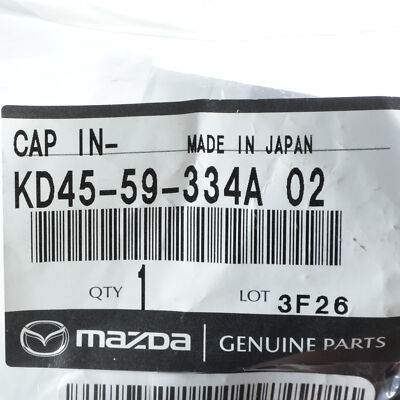 CAP IN- MADE IN JAPAN
KD45-59-334A 02
QTY 1 LOT 3F26
mazda GENUINE PARTS